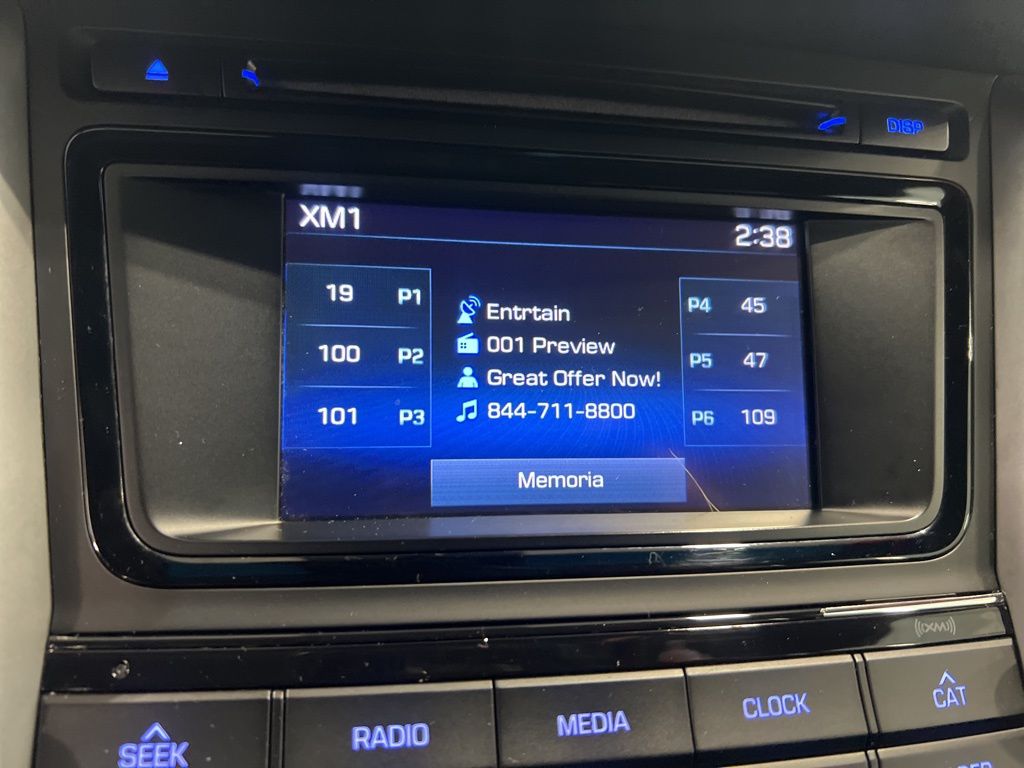 DISP
XM1
2:38
19 P1
100 P2
101 P3
Entrtain
001 Preview
Great Offer Now!
844-711-8800
P4 45
P5 47
P6 109
Memoria
((XM))
SEEK
RADIO
MEDIA
CLOCK
CAT